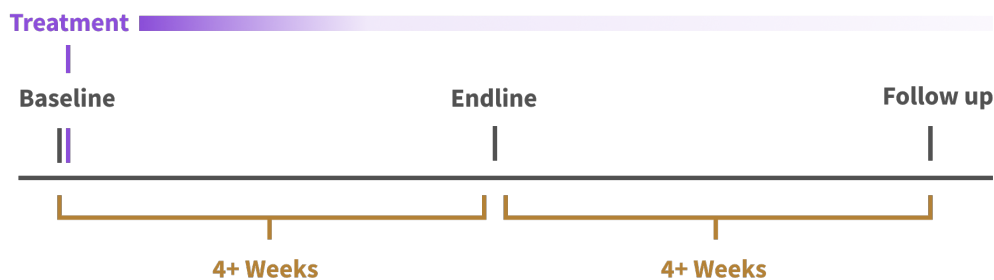 Treatment
Baseline
Endline
Follow up
4+ Weeks
4+ Weeks